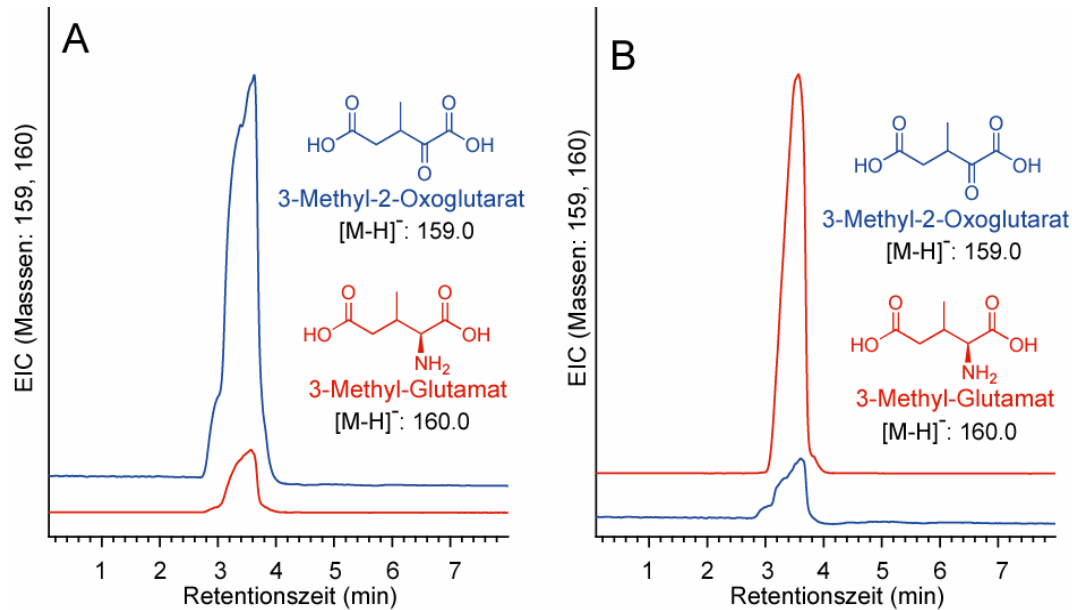 A
EIC (Masssen: 159, 160)
O
O
HO
OH
O
3-Methyl-2-Oxoglutarat
[M-H]⁻: 159.0
O
O
HO
OH
NH₂
3-Methyl-Glutamat
[M-H]⁻: 160.0
1 2 3 4 5 6 7
Retentionszeit (min)
B
EIC (Massen: 159, 160)
O
O
HO
OH
O
3-Methyl-2-Oxoglutarat
[M-H]⁻: 159.0
O
O
HO
OH
NH₂
3-Methyl-Glutamat
[M-H]⁻: 160.0
1 2 3 4 5 6 7
Retentionszeit (min)